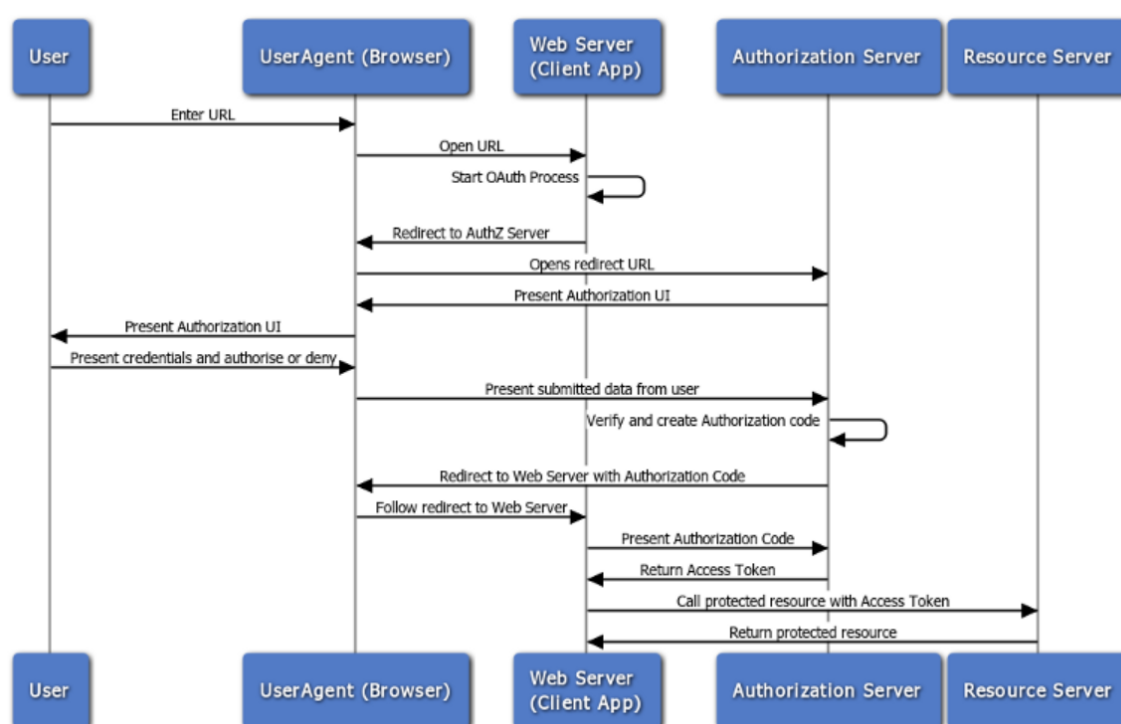 User
UserAgent (Browser)
Web Server
(Client App)
Authorization Server
Resource Server
Enter URL
Open URL
Start OAuth Process
Redirect to AuthZ Server
Opens redirect URL
Present Authorization UI
Present Authorization UI
Present credentials and authorise or deny
Present submitted data from user
Verify and create Authorization code
Redirect to Web Server with Authorization Code
Follow redirect to Web Server
Present Authorization Code
Return Access Token
Call protected resource with Access Token
Return protected resource
User
UserAgent (Browser)
Web Server
(Client App)
Authorization Server
Resource Server